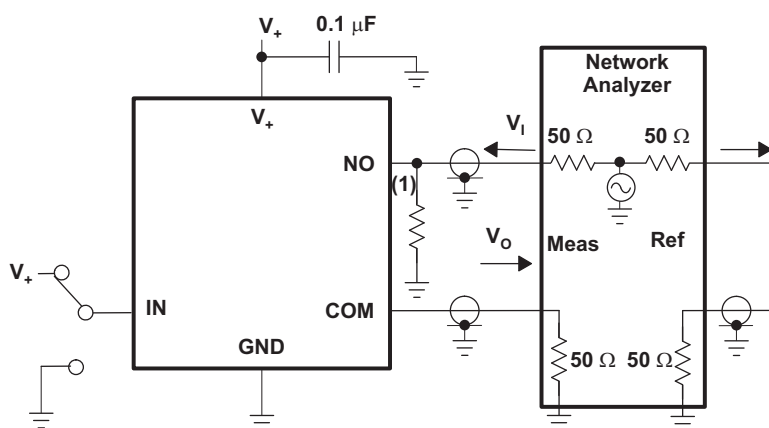 V+
0.1 μF
V+
NO
(1)
COM
GND
IN
V+
VI
VO
Network
Analyzer
50 Ω
50 Ω
Meas
Ref
50 Ω
50 Ω